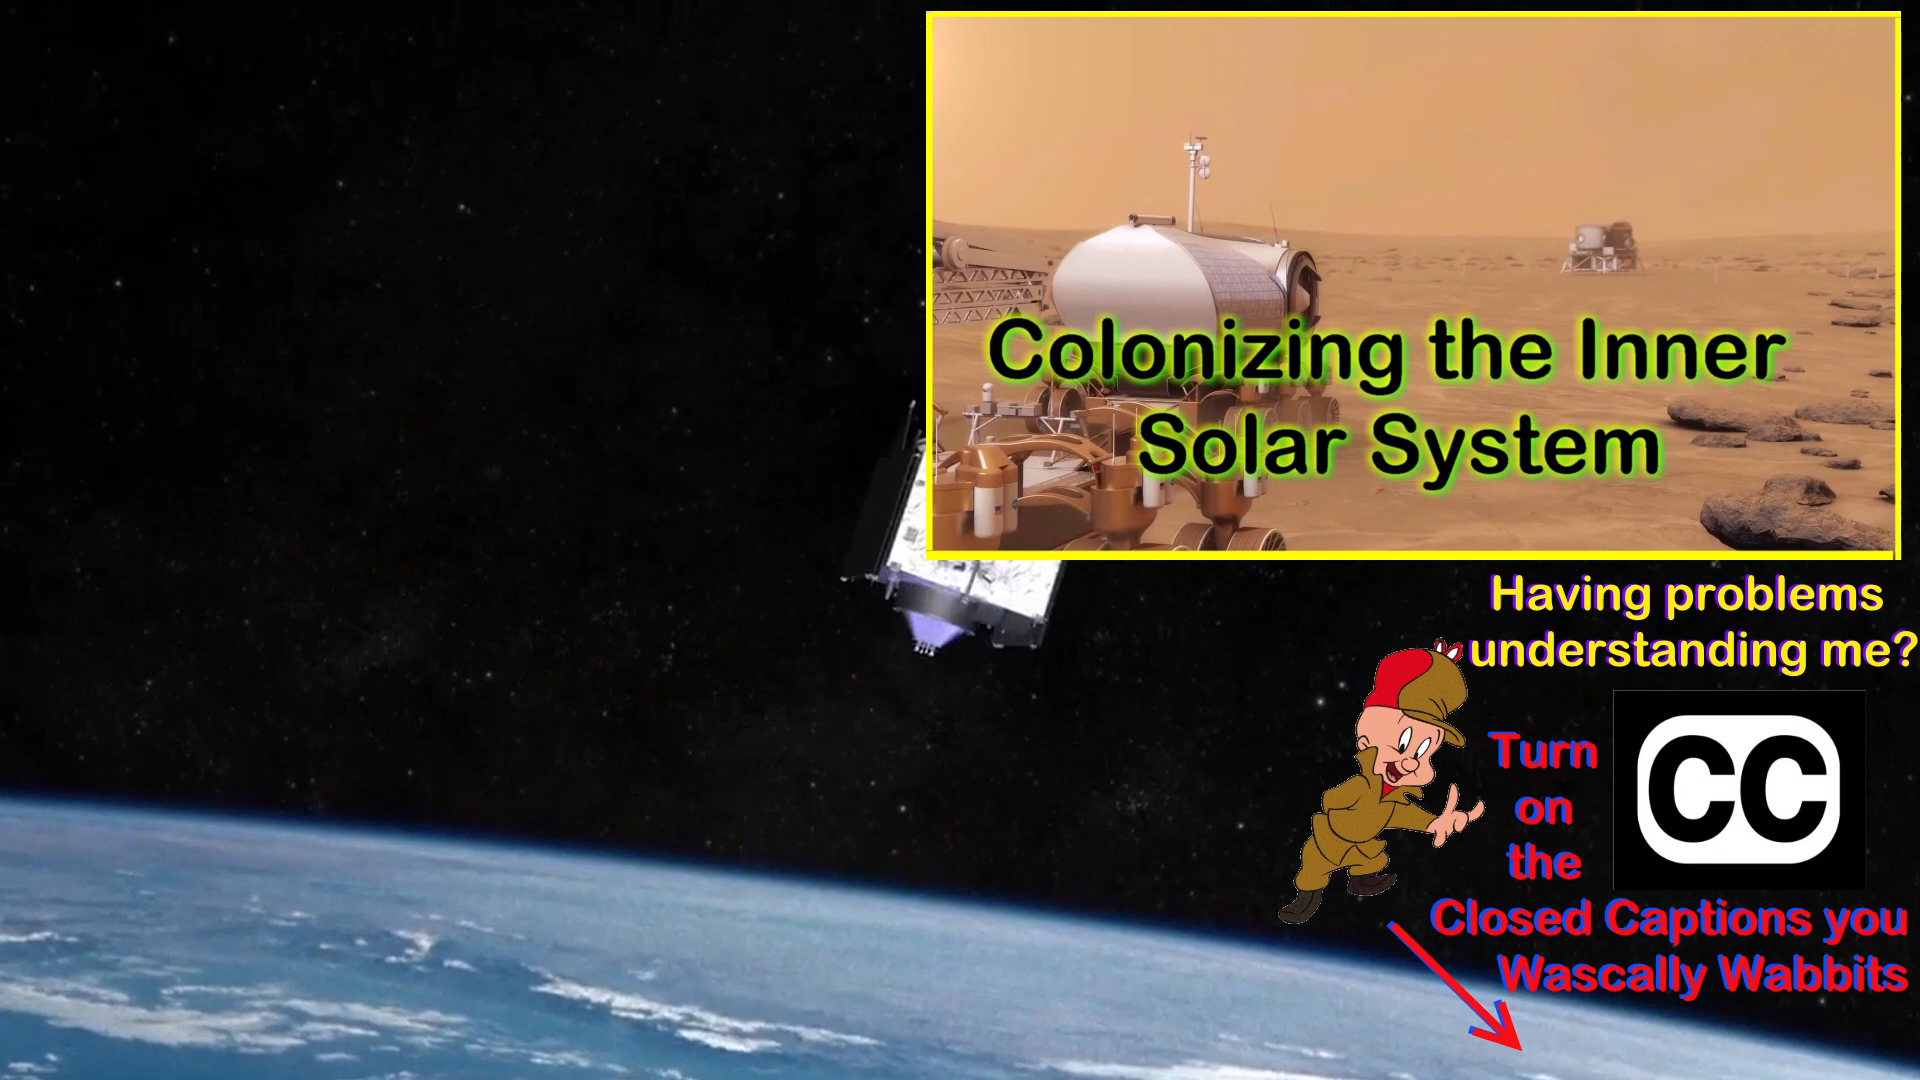 Colonizing the Inner
Solar System
Having problems
understanding me?
Turn
on
the
CC
Closed Captions you
Wascally Wabbits